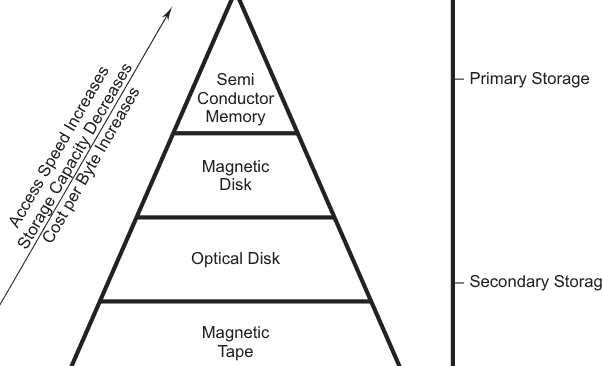 Access Speed Increases
Storage Capacity Decreases
Cost per Byte Increases
Semi
Conductor
Memory
Primary Storage
Magnetic
Disk
Optical Disk
Secondary Storag
Magnetic
Tape